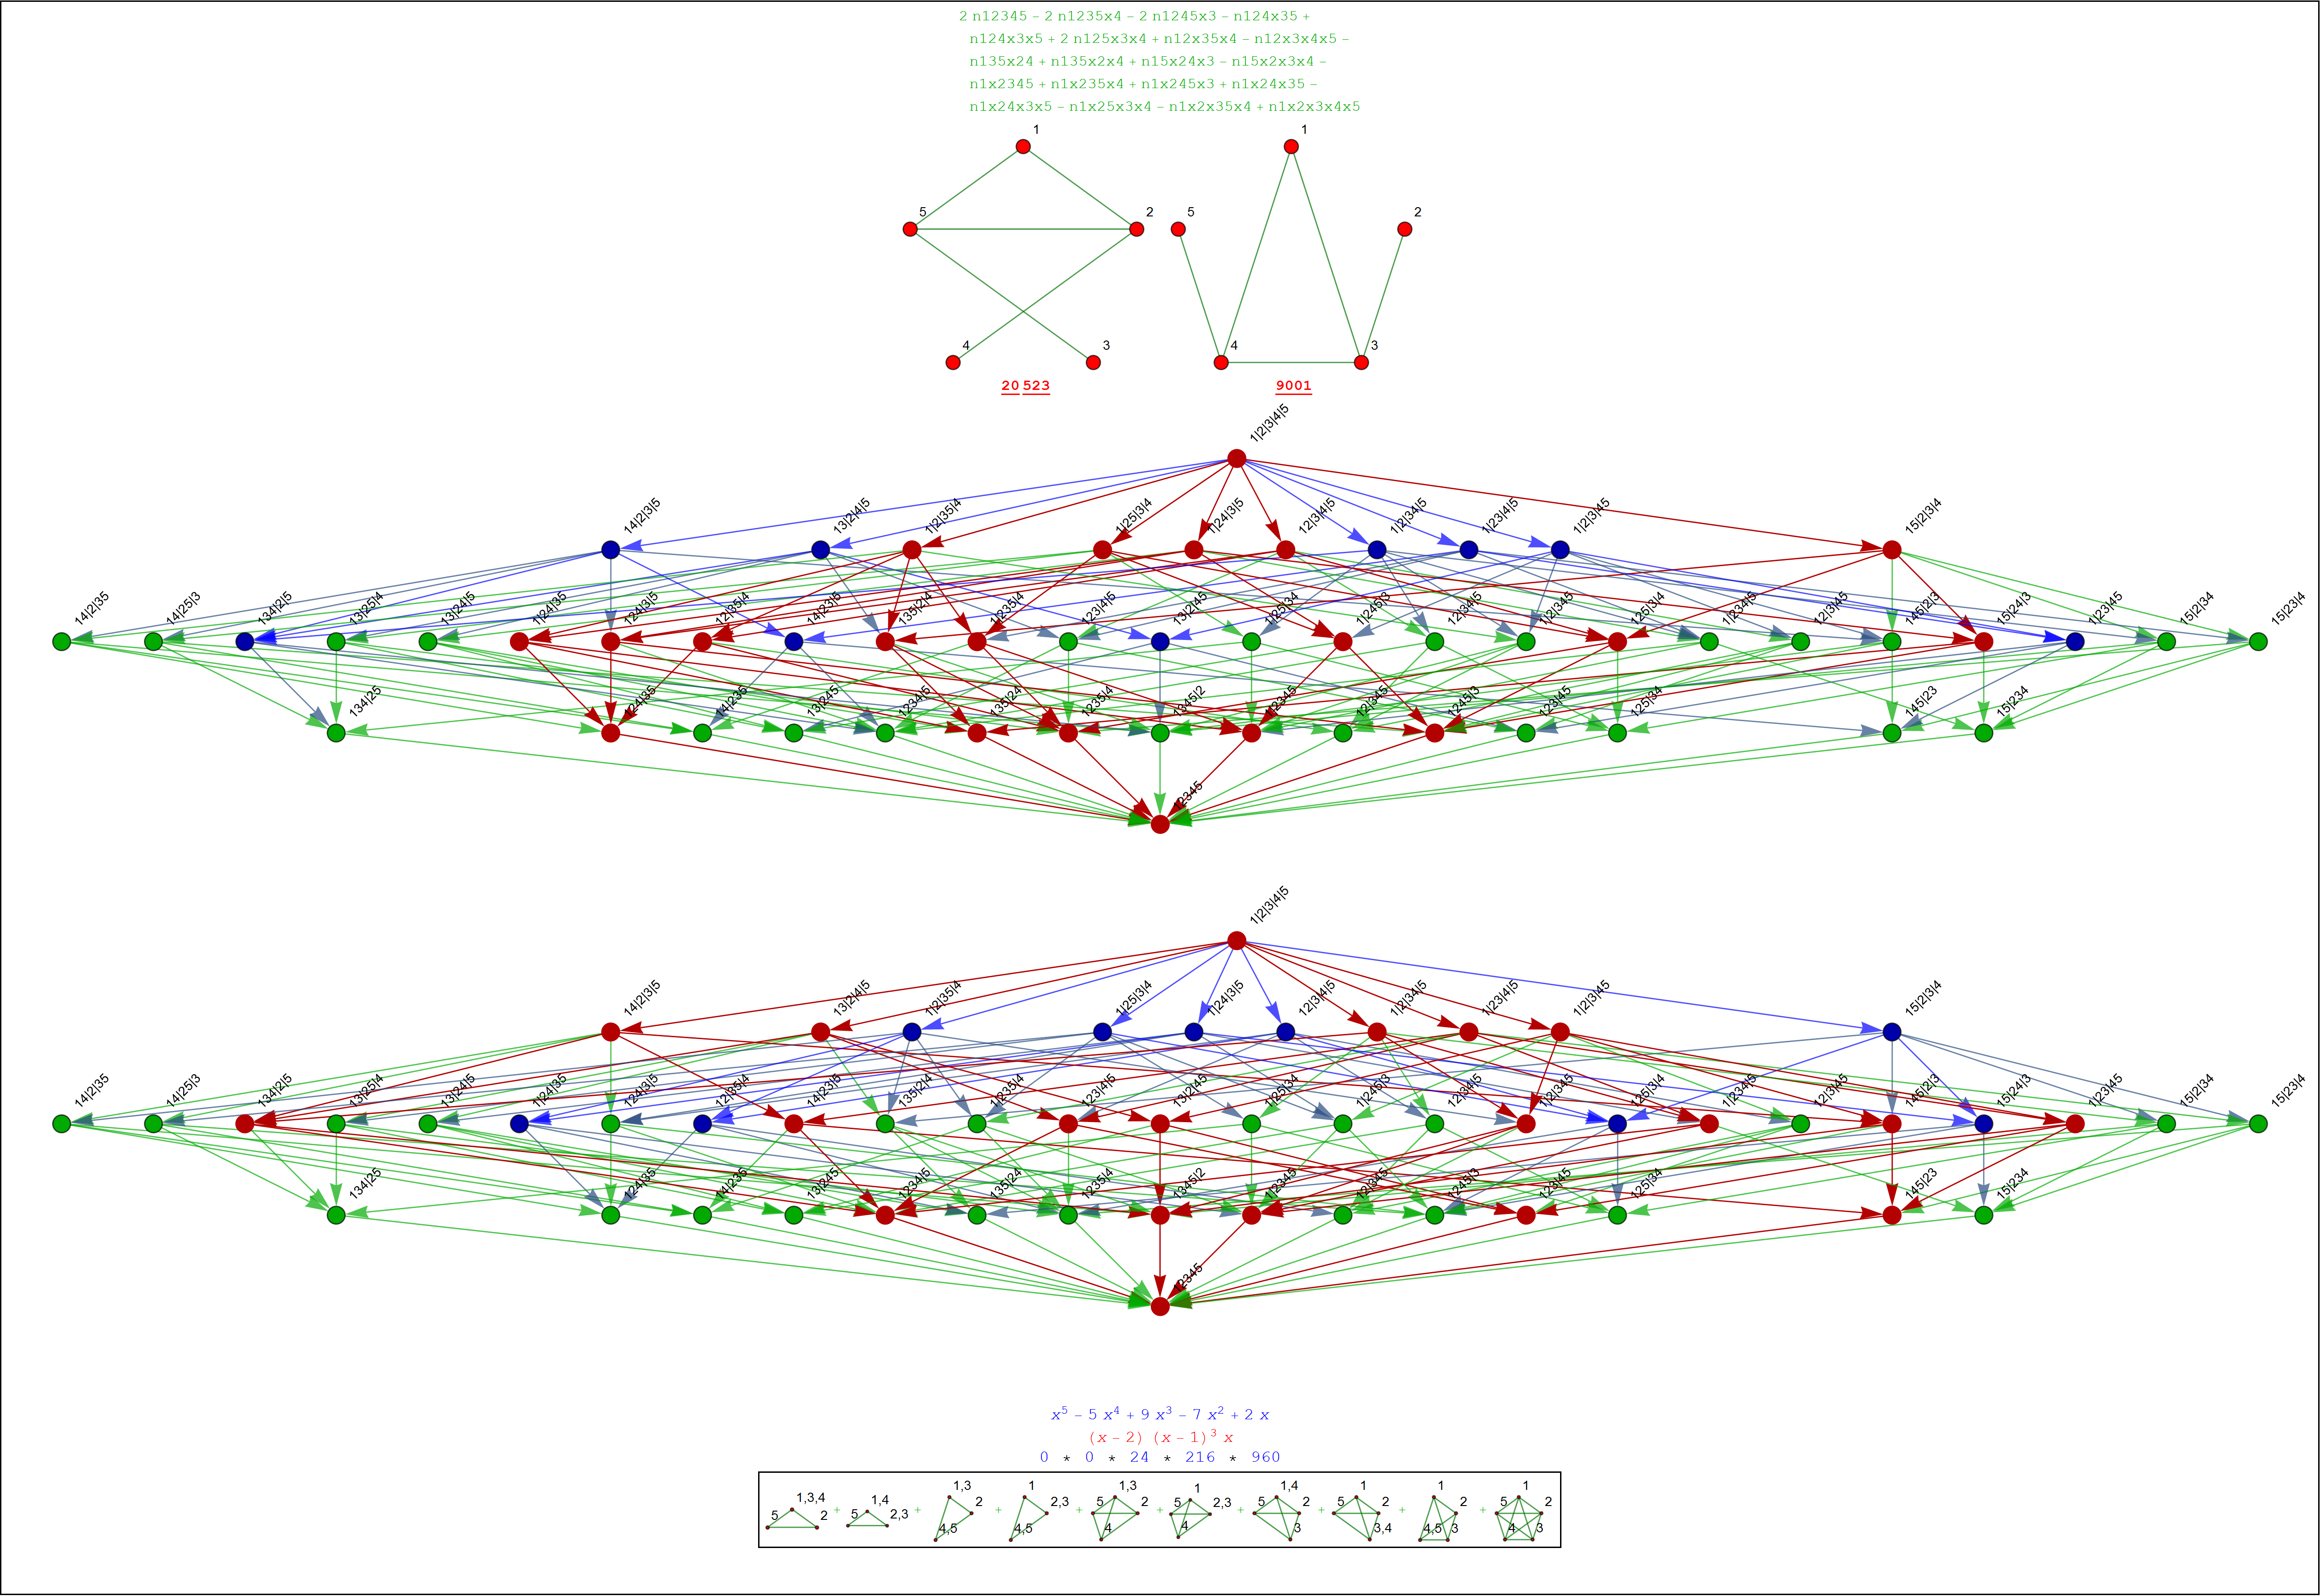 2 n12345 – 2 n1235x4 – 2 n1245x3 – n124x35 +
n124x3x5 + 2 n125x3x4 + n12x35x4 – n12x3x4x5 –
n135x24 + n135x2x4 + n15x24x3 – n15x2x3x4 –
n1x2345 + n1x235x4 + n1x245x3 + n1x24x35 –
n1x24x3x5 – n1x25x3x4 – n1x2x35x4 + n1x2x3x4x5
1 1
5 2 5 2
4 3 4 3
20 523 9001
1|2|3|4|5
14|2|3|5 13|2|4|5 1|2|35|4 1|25|3|4 1|24|3|5 12|3|4|5 1|2|34|5 1|23|4|5 1|2|3|45 15|2|3|4
14|2|35 14|25|3 134|2|5 13|25|4 13|24|5 1|24|35 124|3|5 12|35|4 14|23|5 135|2|4 1|235|4 123|4|5 13|2|45 1|25|34 1|245|3 12|34|5 1|2|345 125|3|4 1|234|5 12|3|45 145|2|3 15|24|3 1|23|45 15|2|34 15|23|4
134|25 124|35 14|235 13|245 1234|5 135|24 1235|4 1345|2 1|2345 12|345 1245|3 123|45 125|34 145|23 15|234
12345
1|2|3|4|5
14|2|3|5 13|2|4|5 1|2|35|4 1|25|3|4 1|24|3|5 12|3|4|5 1|2|34|5 1|23|4|5 1|2|3|45 15|2|3|4
14|2|35 14|25|3 134|2|5 13|25|4 13|24|5 1|24|35 124|3|5 12|35|4 14|23|5 135|2|4 1|235|4 123|4|5 13|2|45 1|25|34 1|245|3 12|34|5 1|2|345 125|3|4 1|234|5 12|3|45 145|2|3 15|24|3 1|23|45 15|2|34 15|23|4
134|25 124|35 14|235 13|245 1234|5 135|24 1235|4 1345|2 1|2345 12|345 1245|3 123|45 125|34 145|23 15|234
12345
x⁵ – 5 x⁴ + 9 x³ – 7 x² + 2 x
(x – 2) (x – 1)³ x
0 * 0 * 24 * 216 * 960
5 1,3,4 2 + 5 1,4 2,3 + 1,3 2 4,5 + 1 2,3 4,5 + 1,3 5 2 4 + 1 5 2,3 4 + 1,4 5 2 3 + 1 5 2 3,4 + 1 2 4,5 3 + 1 5 2 4 3